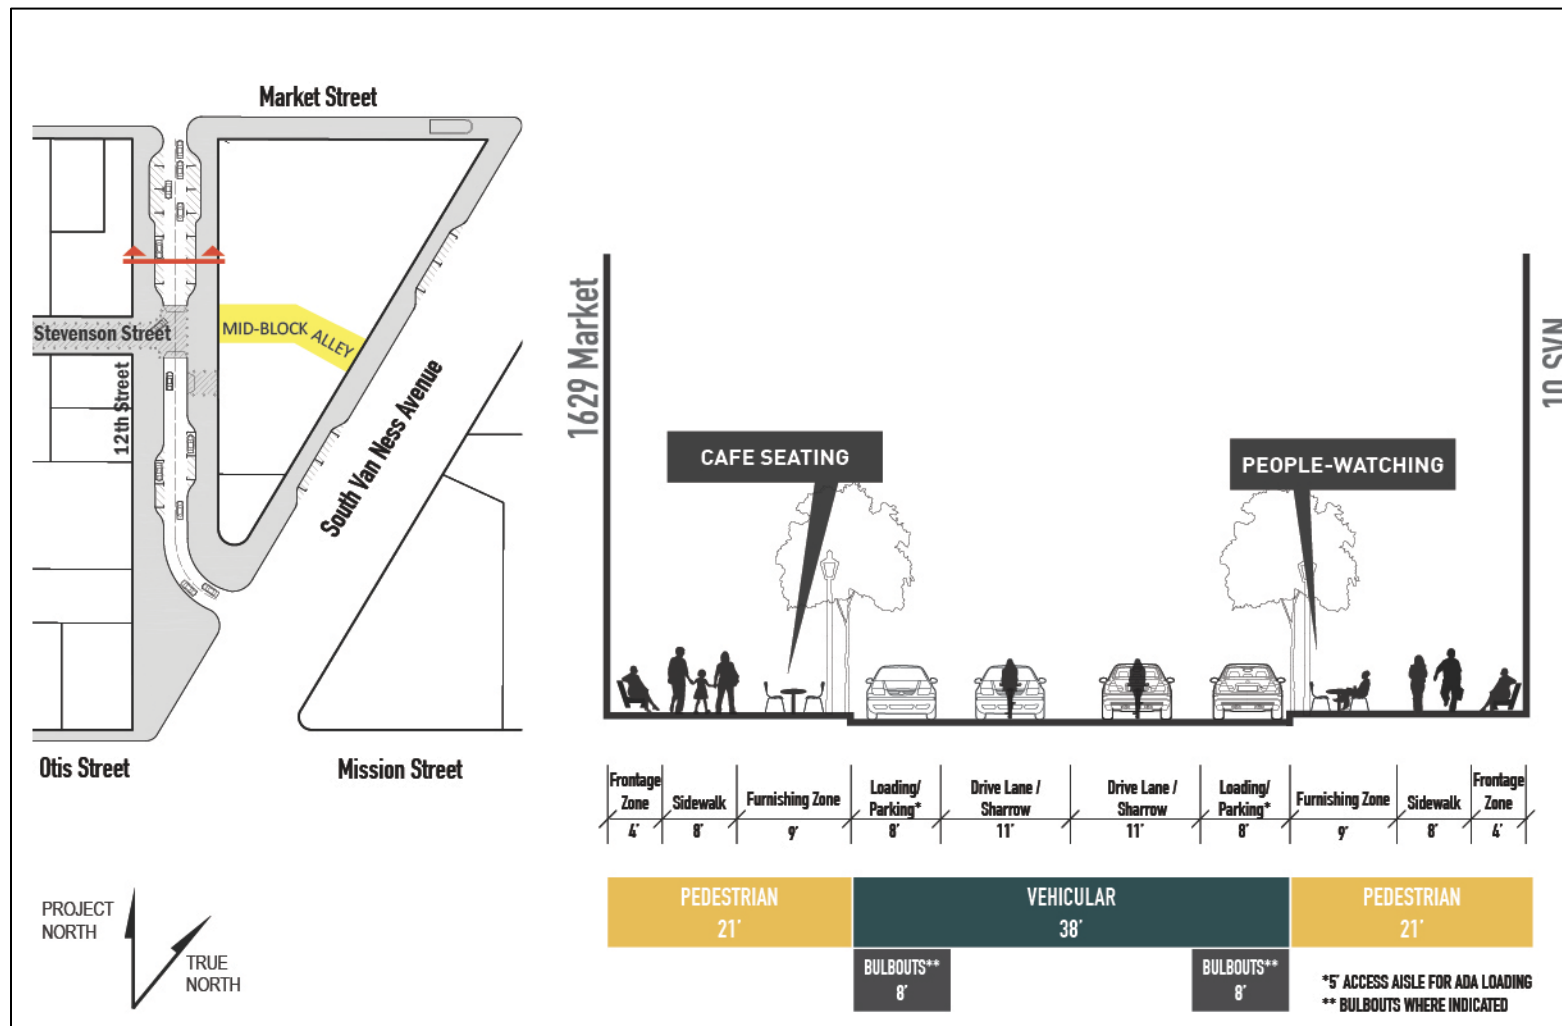 Market Street
Stevenson Street
MID-BLOCK ALLEY
12th Street
South Van Ness Avenue
Otis Street
Mission Street
PROJECT
NORTH
TRUE
NORTH
1629 Market
10 SVN
CAFE SEATING
PEOPLE-WATCHING
Frontage
Zone
4'
Sidewalk
8'
Furnishing Zone
9'
Loading/
Parking*
8'
Drive Lane /
Sharrow
11'
Drive Lane /
Sharrow
11'
Loading/
Parking*
8'
Furnishing Zone
9'
Sidewalk
8'
Frontage
Zone
4'
PEDESTRIAN
21'
VEHICULAR
38'
PEDESTRIAN
21'
BULBOUTS**
8'
BULBOUTS**
8'
*5' ACCESS AISLE FOR ADA LOADING
** BULBOUTS WHERE INDICATED